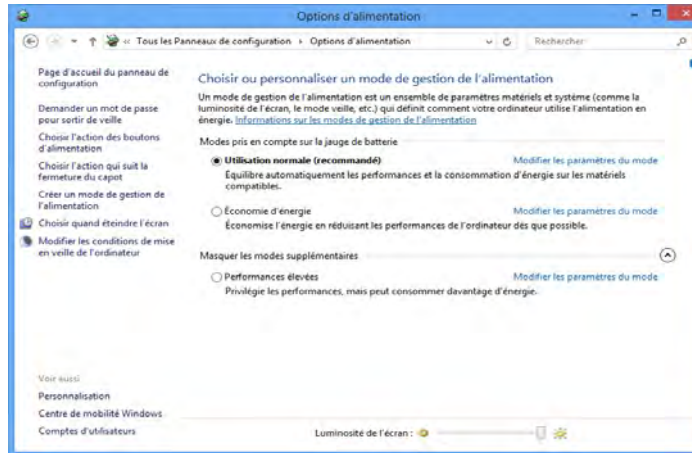 Options d'alimentation
« Tous les Panneaux de configuration › Options d'alimentation
Rechercher
Page d'accueil du panneau de
configuration
Demander un mot de passe
pour sortir de veille
Choisir l'action des boutons
d'alimentation
Choisir l'action qui suit la
fermeture du capot
Créer un mode de gestion de
l'alimentation
Choisir quand éteindre l'écran
Modifier les conditions de mise
en veille de l'ordinateur
Voir aussi
Personnalisation
Centre de mobilité Windows
Comptes d'utilisateurs
Choisir ou personnaliser un mode de gestion de l'alimentation
Un mode de gestion de l'alimentation est un ensemble de paramètres matériels et système (comme la
luminosité de l'écran, le mode veille, etc.) qui définit comment votre ordinateur utilise l'alimentation en
énergie. Informations sur les modes de gestion de l'alimentation
Modes pris en compte sur la jauge de batterie
Utilisation normale (recommandé) Modifier les paramètres du mode
Équilibre automatiquement les performances et la consommation d'énergie sur les matériels
compatibles.
Économie d'énergie Modifier les paramètres du mode
Économise l'énergie en réduisant les performances de l'ordinateur dès que possible.
Masquer les modes supplémentaires
Performances élevées Modifier les paramètres du mode
Privilégie les performances, mais peut consommer davantage d'énergie.
Luminosité de l'écran :